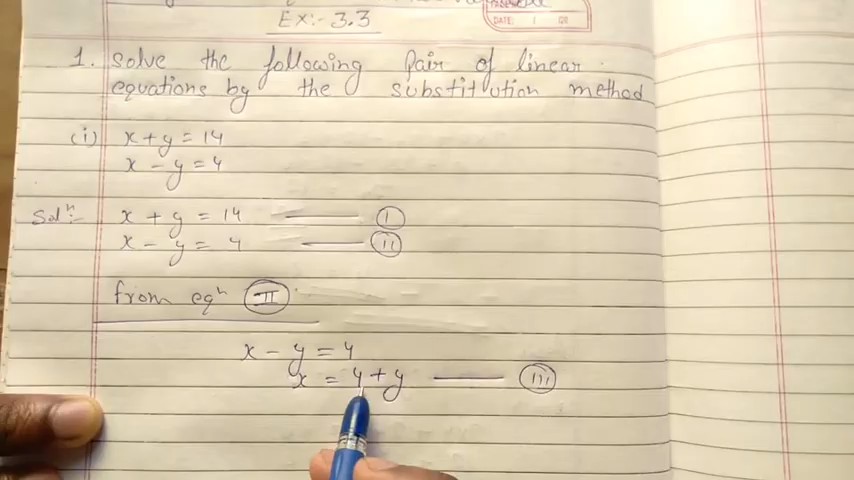 Ex:- 3.3
DATE:
1. Solve the following Pair of linear
equations by the substitution method
(i) x + y = 14
x - y = 4
Solⁿ:- x + y = 14 ——— (I)
x - y = 4 ——— (ii)
from eqⁿ (II)
x - y = 4
x = 4 + y ——— (iii)